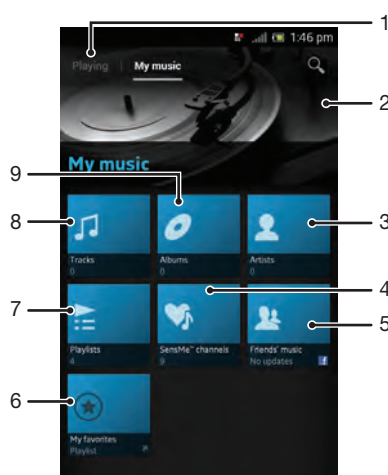 1
1:46 pm
Playing | My music
2
My music
9
8
3
Tracks
0
Albums
0
Artists
0
4
7
5
Playlists
4
SensMe™ channels
9
Friends' music
No updates
f
6
My favorites
Playlist